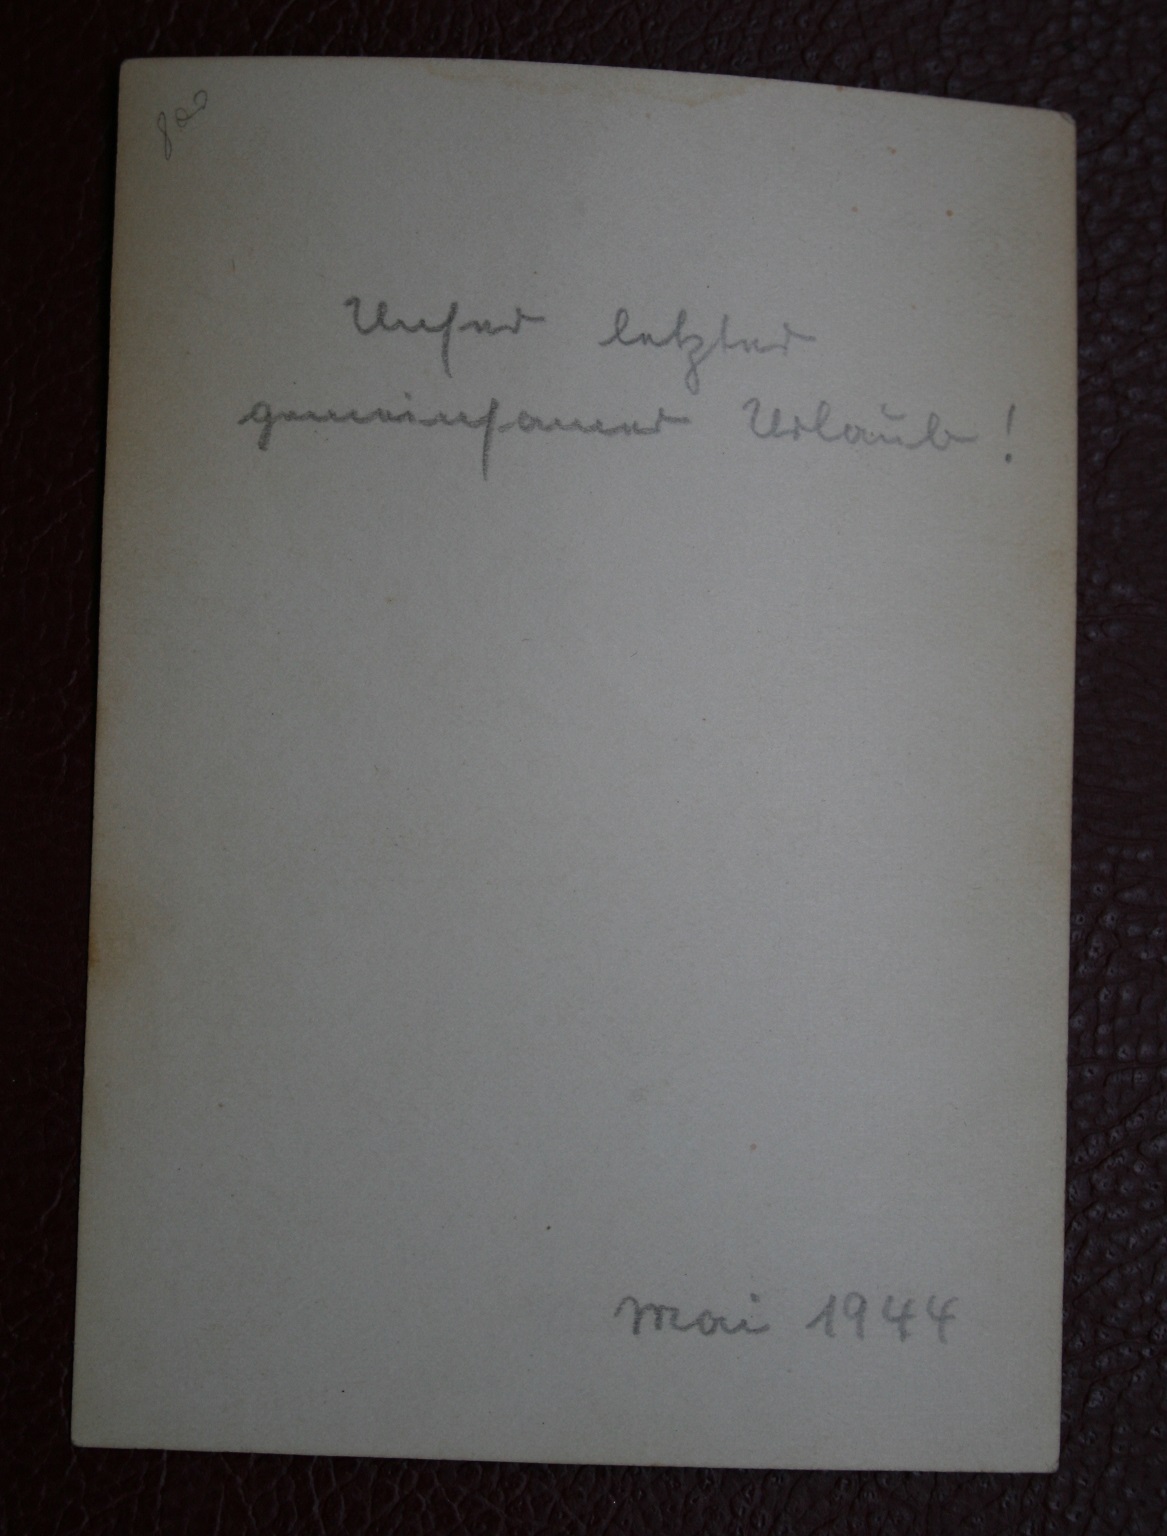 Unser letzter
gemeinsamer Urlaub!
Mai 1944